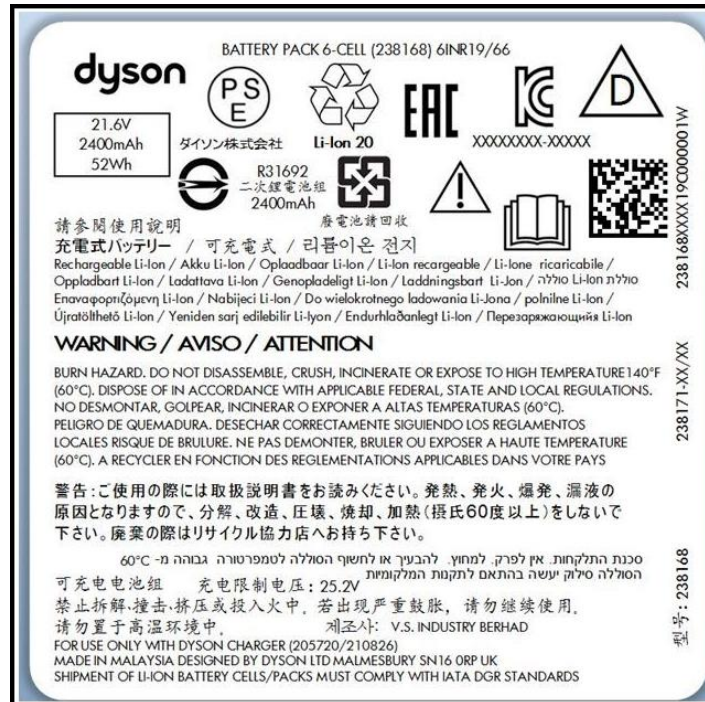 BATTERY PACK 6-CELL (238168) 6INR19/66
dyson
PS
E
EAC
D
21.6V
2400mAh
52Wh
ダイソン株式会社
Li-Ion 20
XXXXXXXX-XXXXX
R31692
二次鋰電池組
2400mAh
廢電池請回收
請參閱使用說明
充電式バッテリー / 可充電式 / 리튬이온 전지
Rechargeable Li-Ion / Akku Li-Ion / Oplaadbaar Li-Ion / Li-Ion recargeable / Li-Ione ricaricabile /
Oppladbart Li-Ion / Ladattava Li-Ion / Genopladeligt Li-Ion / Laddningsbart Li-Jon / סוללת Li-Ion סוללה
Επαναφορτιζόμενη Li-Ion / Nabijeci Li-Ion / Do wielokrotnego ladowania Li-Jona / polnilne Li-Ion /
Újratölthető Li-Ion / Yeniden sarj edilebilir Li-Iyon / Endurhlaðanlegt Li-Ion / Перезаряжающийя Li-Ion
WARNING / AVISO / ATTENTION
BURN HAZARD. DO NOT DISASSEMBLE, CRUSH, INCINERATE OR EXPOSE TO HIGH TEMPERATURE 140°F
(60°C). DISPOSE OF IN ACCORDANCE WITH APPLICABLE FEDERAL, STATE AND LOCAL REGULATIONS.
NO DESMONTAR, GOLPEAR, INCINERAR O EXPONER A ALTAS TEMPERATURAS (60°C).
PELIGRO DE QUEMADURA. DESECHAR CORRECTAMENTE SIGUIENDO LOS REGLAMENTOS
LOCALES RISQUE DE BRULURE. NE PAS DEMONTER, BRULER OU EXPOSER A HAUTE TEMPERATURE
(60°C). A RECYCLER EN FONCTION DES REGLEMENTATIONS APPLICABLES DANS VOTRE PAYS
警告:ご使用の際には取扱説明書をお読みください。発熱、発火、爆発、漏液の
原因となりますので、分解、改造、圧壊、焼却、加熱(摂氏60度以上)をしないで
下さい。廃棄の際はリサイクル協力店へお持ち下さい。
סכנת התלקחות. אין לפרק, למחוץ, להבעיך או לחשוף הסוללה לטמפרטורה גבוהה מ- 60°C
הסוללה סילוק יעשה בהתאם לתקנות המלקומיות
可充电电池组 充电限制电压: 25.2V
禁止拆解、撞击、挤压或投入火中。若出现严重鼓胀，请勿继续使用。
请勿置于高温环境中。 제조사: V.S. INDUSTRY BERHAD
FOR USE ONLY WITH DYSON CHARGER (205720/210826)
MADE IN MALAYSIA DESIGNED BY DYSON LTD MALMESBURY SN16 0RP UK
SHIPMENT OF LI-ION BATTERY CELLS/PACKS MUST COMPLY WITH IATA DGR STANDARDS
238168XXXX19C000001W
238171-XX/XX
型号: 238168